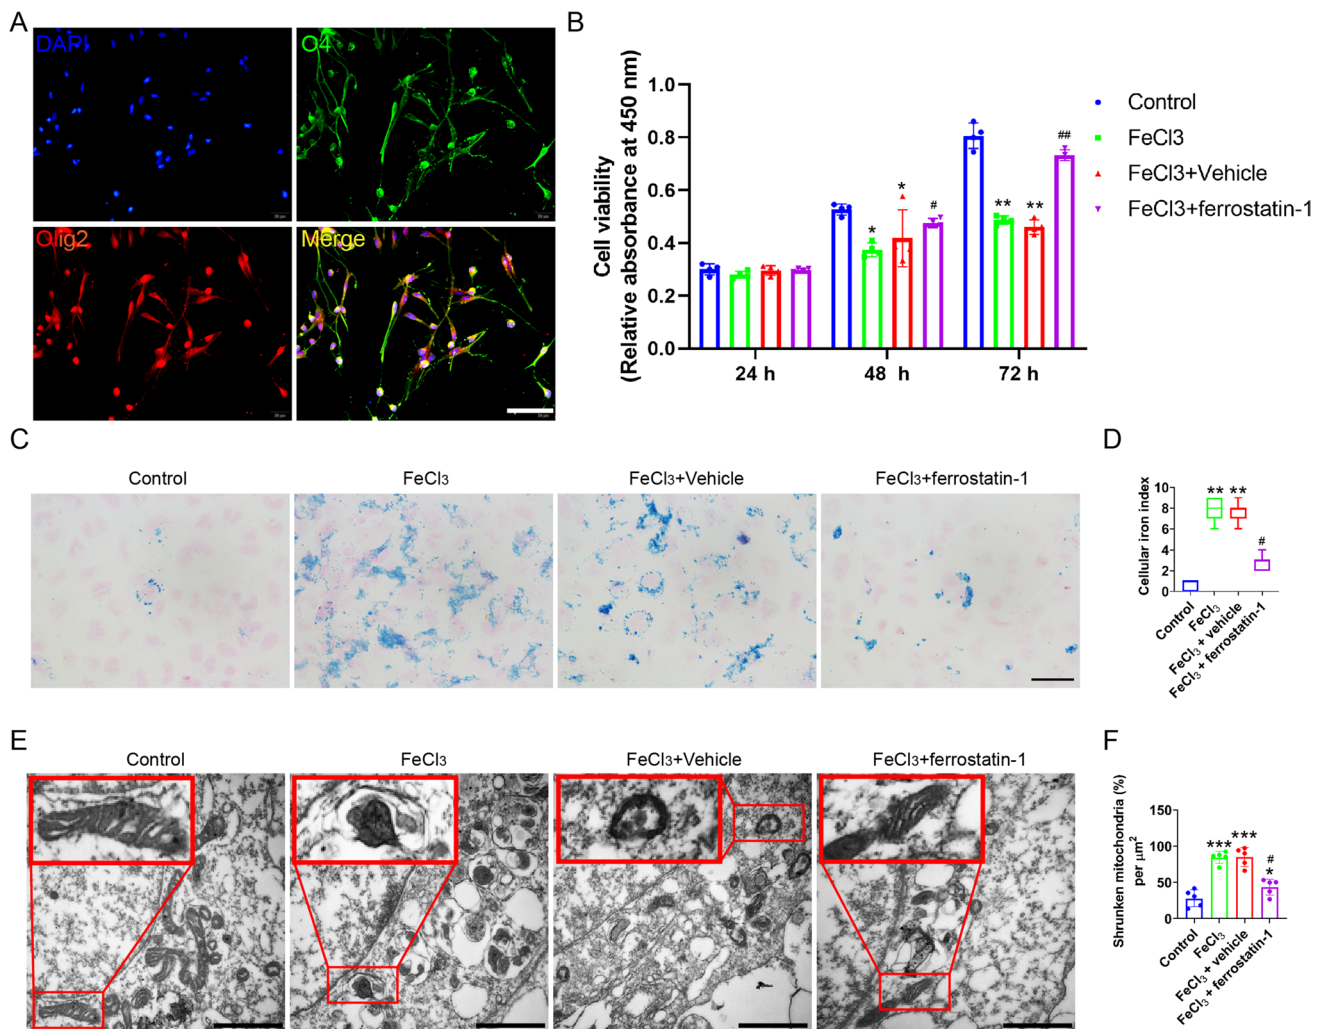 A
DAPI
O4
Olig2
Merge
B
Cell viability
(Relative absorbance at 450 nm)
1.0
0.8
0.6
0.4
0.2
0.0
*
*
#
**
**
##
24 h
48 h
72 h
Control
FeCl3
FeCl3+Vehicle
FeCl3+ferrostatin-1
C
Control
FeCl₃
FeCl₃+Vehicle
FeCl₃+ferrostatin-1
D
Cellular iron index
10
8
6
4
2
0
**
**
#
Control
FeCl₃
FeCl₃ + vehicle
FeCl₃ + ferrostatin-1
E
Control
FeCl₃
FeCl₃+Vehicle
FeCl₃+ferrostatin-1
F
Shrunken mitochondria (%)
per μm²
150
100
50
0
***
***
#
*
Control
FeCl₃
FeCl₃ + vehicle
FeCl₃ + ferrostatin-1